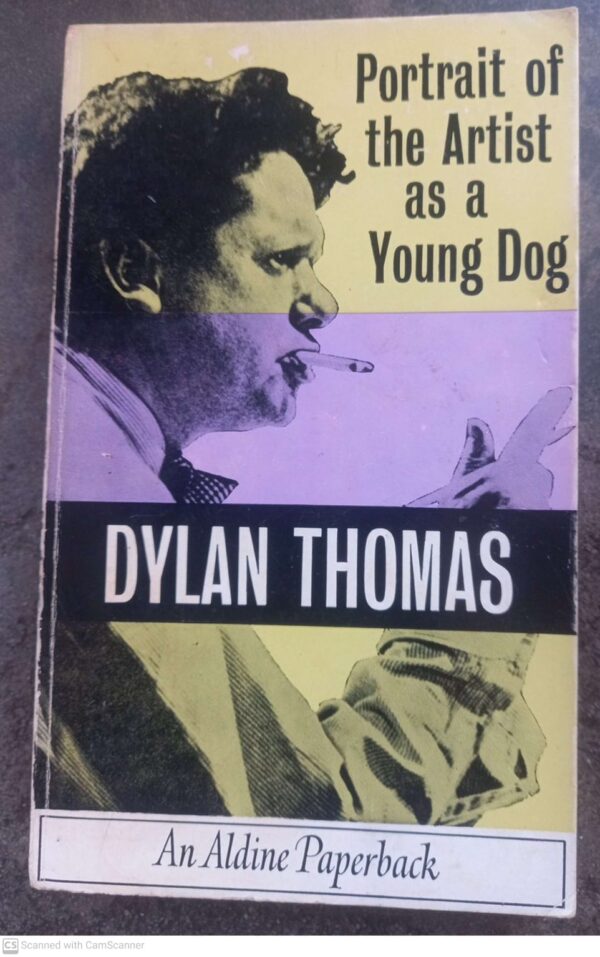 Portrait of
the Artist
as a
Young Dog
DYLAN THOMAS
An Aldine Paperback
CS Scanned with CamScanner